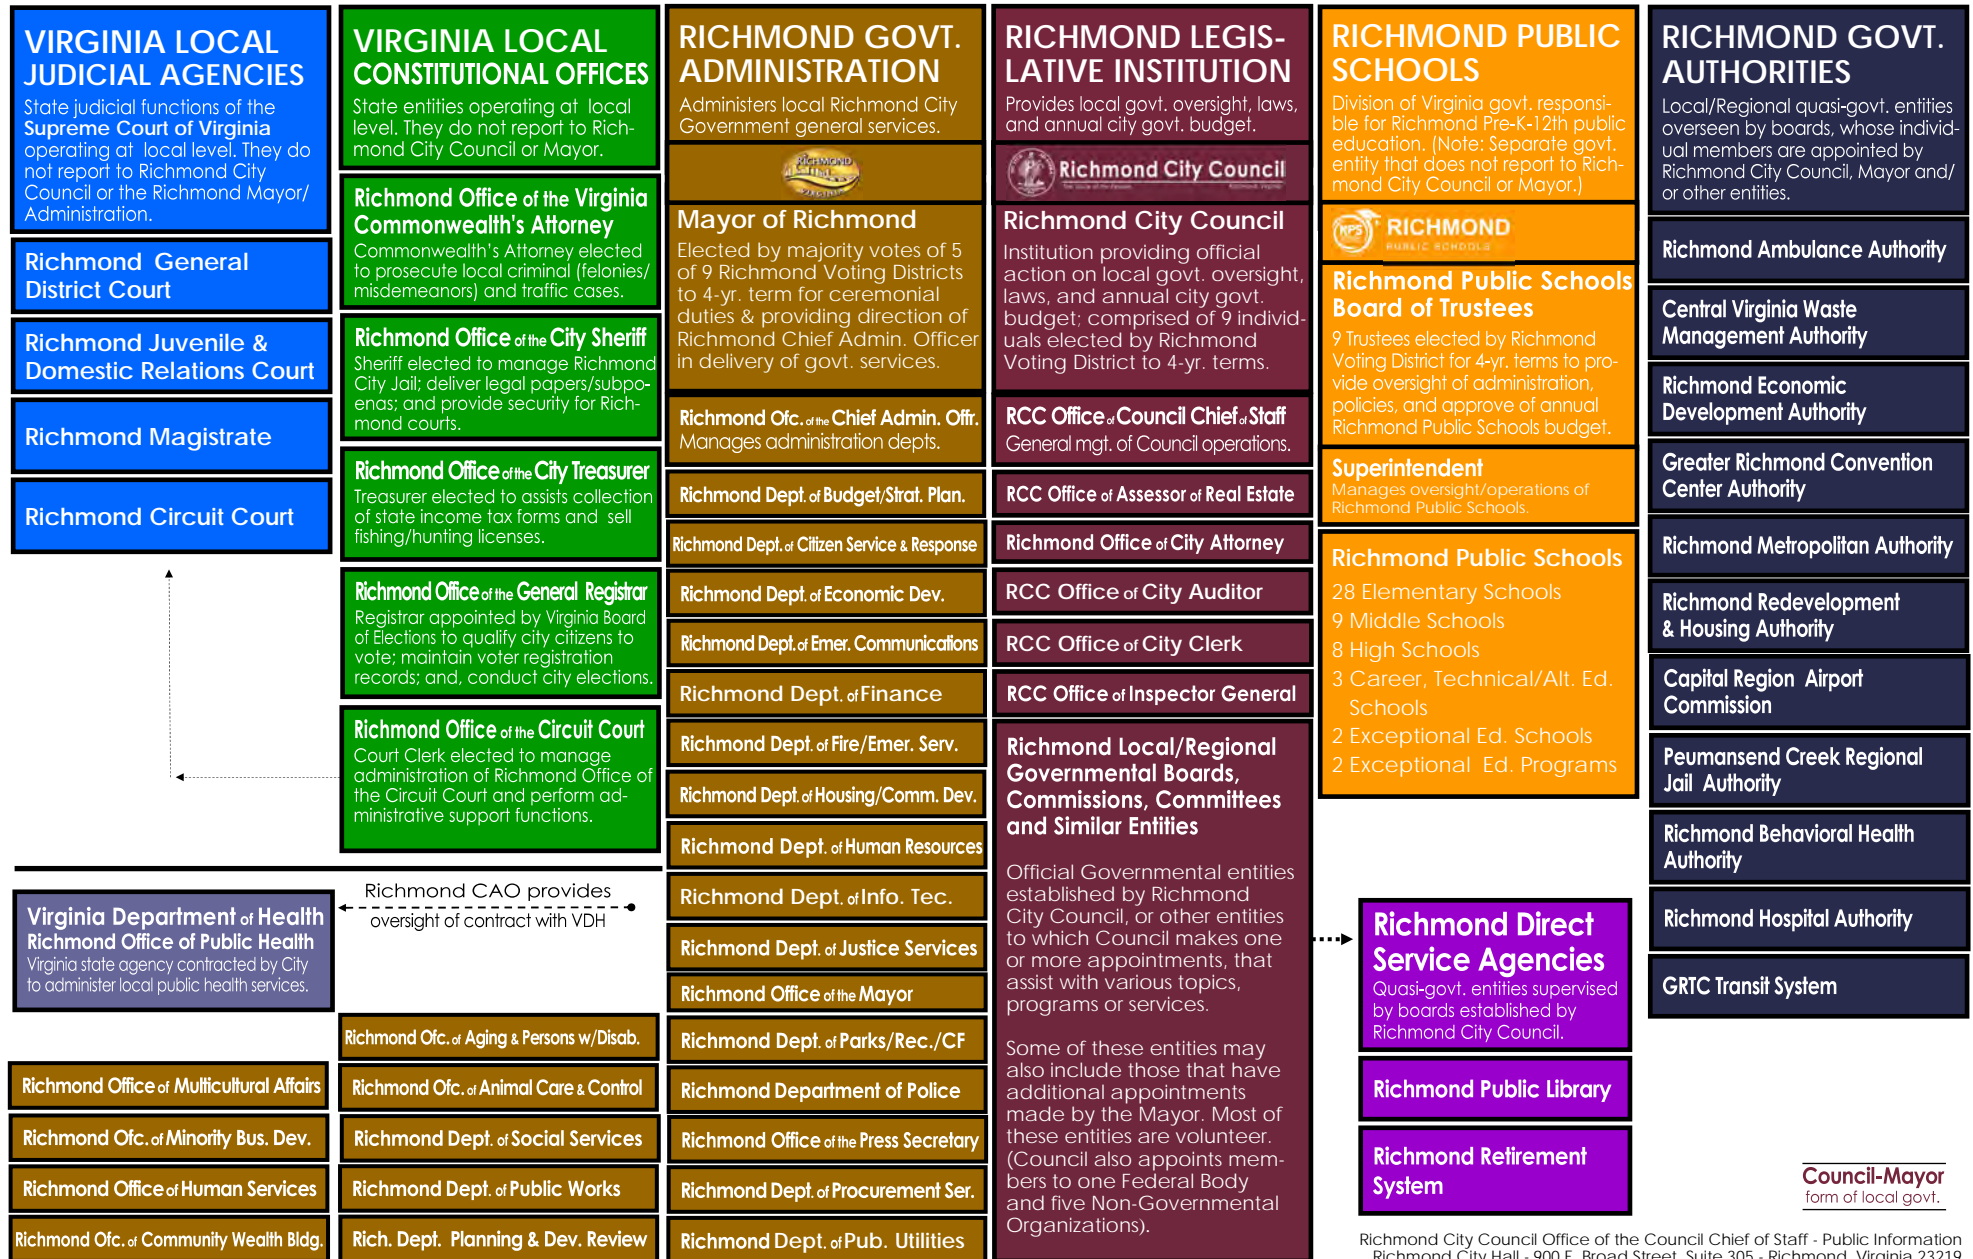 VIRGINIA LOCAL
JUDICIAL AGENCIES
State judicial functions of the
Supreme Court of Virginia
operating at local level. They do
not report to Richmond City
Council or the Richmond Mayor/
Administration.
Richmond General
District Court
Richmond Juvenile &
Domestic Relations Court
Richmond Magistrate
Richmond Circuit Court
VIRGINIA LOCAL
CONSTITUTIONAL OFFICES
State entities operating at local
level. They do not report to Rich-
mond City Council or Mayor.
Richmond Office of the Virginia
Commonwealth's Attorney
Commonwealth's Attorney elected
to prosecute local criminal (felonies/
misdemeanors) and traffic cases.
Richmond Office of the City Sheriff
Sheriff elected to manage Richmond
City Jail; deliver legal papers/subpo-
enas; and provide security for Rich-
mond courts.
Richmond Office of the City Treasurer
Treasurer elected to assists collection
of state income tax forms and sell
fishing/hunting licenses.
Richmond Office of the General Registrar
Registrar appointed by Virginia Board
of Elections to qualify city citizens to
vote; maintain voter registration
records; and, conduct city elections.
Richmond Office of the Circuit Court
Court Clerk elected to manage
administration of Richmond Office of
the Circuit Court and perform ad-
ministrative support functions.
Richmond CAO provides
oversight of contract with VDH
Virginia Department of Health
Richmond Office of Public Health
Virginia state agency contracted by City
to administer local public health services.
Richmond Office of Multicultural Affairs
Richmond Ofc. of Minority Bus. Dev.
Richmond Office of Human Services
Richmond Ofc. of Community Wealth Bldg.
Richmond Ofc. of Aging & Persons w/Disab.
Richmond Ofc. of Animal Care & Control
Richmond Dept. of Social Services
Richmond Dept. of Public Works
Rich. Dept. Planning & Dev. Review
RICHMOND GOVT.
ADMINISTRATION
Administers local Richmond City
Government general services.
RICHMOND
Mayor of Richmond
Elected by majority votes of 5
of 9 Richmond Voting Districts
to 4-yr. term for ceremonial
duties & providing direction of
Richmond Chief Admin. Officer
in delivery of govt. services.
Richmond Ofc. of the Chief Admin. Offr.
Manages administration depts.
Richmond Dept. of Budget/Strat. Plan.
Richmond Dept. of Citizen Service & Response
Richmond Dept. of Economic Dev.
Richmond Dept. of Emer. Communications
Richmond Dept. of Finance
Richmond Dept. of Fire/Emer. Serv.
Richmond Dept. of Housing/Comm. Dev.
Richmond Dept. of Human Resources
Richmond Dept. of Info. Tec.
Richmond Dept. of Justice Services
Richmond Office of the Mayor
Richmond Dept. of Parks/Rec./CF
Richmond Department of Police
Richmond Office of the Press Secretary
Richmond Dept. of Procurement Ser.
Richmond Dept. of Pub. Utilities
RICHMOND LEGIS-
LATIVE INSTITUTION
Provides local govt. oversight, laws,
and annual city govt. budget.
Richmond City Council
Richmond City Council
Institution providing official
action on local govt. oversight,
laws, and annual city govt.
budget; comprised of 9 individ-
uals elected by Richmond
Voting District to 4-yr. terms.
RCC Office of Council Chief of Staff
General mgt. of Council operations.
RCC Office of Assessor of Real Estate
Richmond Office of City Attorney
RCC Office of City Auditor
RCC Office of City Clerk
RCC Office of Inspector General
Richmond Local/Regional
Governmental Boards,
Commissions, Committees
and Similar Entities
Official Governmental entities
established by Richmond
City Council, or other entities
to which Council makes one
or more appointments, that
assist with various topics,
programs or services.
Some of these entities may
also include those that have
additional appointments
made by the Mayor. Most of
these entities are volunteer.
(Council also appoints mem-
bers to one Federal Body
and five Non-Governmental
Organizations).
RICHMOND PUBLIC
SCHOOLS
Division of Virginia govt. responsi-
ble for Richmond Pre-K-12th public
education. (Note: Separate govt.
entity that does not report to Rich-
mond City Council or Mayor.)
RPS
RICHMOND
PUBLIC SCHOOLS
Richmond Public Schools
Board of Trustees
9 Trustees elected by Richmond
Voting District for 4-yr. terms to pro-
vide oversight of administration,
policies, and approve of annual
Richmond Public Schools budget.
Superintendent
Manages oversight/operations of
Richmond Public Schools.
Richmond Public Schools
28 Elementary Schools
9 Middle Schools
8 High Schools
3 Career, Technical/Alt. Ed.
Schools
2 Exceptional Ed. Schools
2 Exceptional Ed. Programs
Richmond Direct
Service Agencies
Quasi-govt. entities supervised
by boards established by
Richmond City Council.
Richmond Public Library
Richmond Retirement
System
RICHMOND GOVT.
AUTHORITIES
Local/Regional quasi-govt. entities
overseen by boards, whose individ-
ual members are appointed by
Richmond City Council, Mayor and/
or other entities.
Richmond Ambulance Authority
Central Virginia Waste
Management Authority
Richmond Economic
Development Authority
Greater Richmond Convention
Center Authority
Richmond Metropolitan Authority
Richmond Redevelopment
& Housing Authority
Capital Region Airport
Commission
Peumansend Creek Regional
Jail Authority
Richmond Behavioral Health
Authority
Richmond Hospital Authority
GRTC Transit System
Council-Mayor
form of local govt.
Richmond City Council Office of the Council Chief of Staff - Public Information
Richmond City Hall - 900 E. Broad Street, Suite 305 - Richmond, Virginia 23219